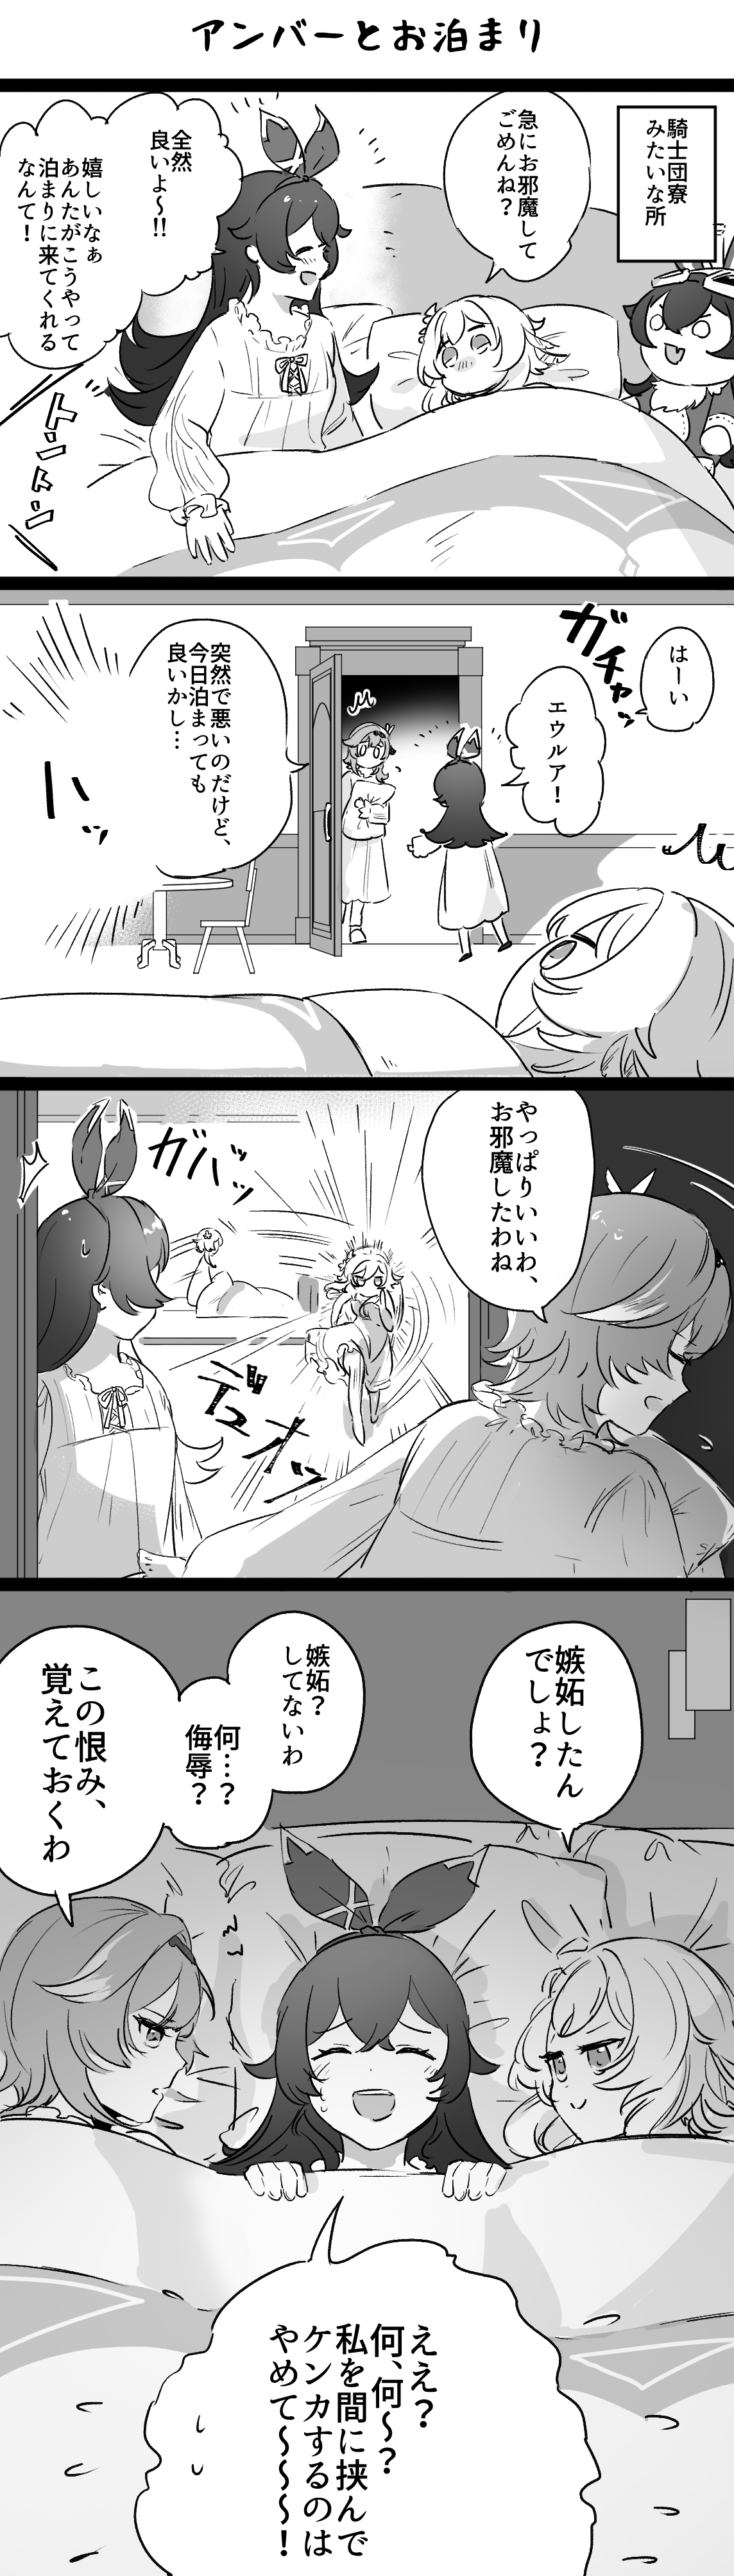 アンバーとお泊まり
騎士団寮
みたいな所
急にお邪魔して
ごめんね？
全然
良いよ〜!!
嬉しいなぁ
あんたがこうやって
泊まりに来てくれる
なんて！
トントントン
はーい
ガチャッ
エウルア！
突然で悪いのだけど、
今日泊まっても
良いかし…
ハッ
やっぱりいいわ、
お邪魔したわね
ガバッ
デュオッ
嫉妬したん
でしょ？
嫉妬？
してないわ
何…？
侮辱？
この恨み、
覚えておくわ
ええ？
何、何〜？
私を間に挟んで
ケンカするのは
やめて〜〜〜〜！